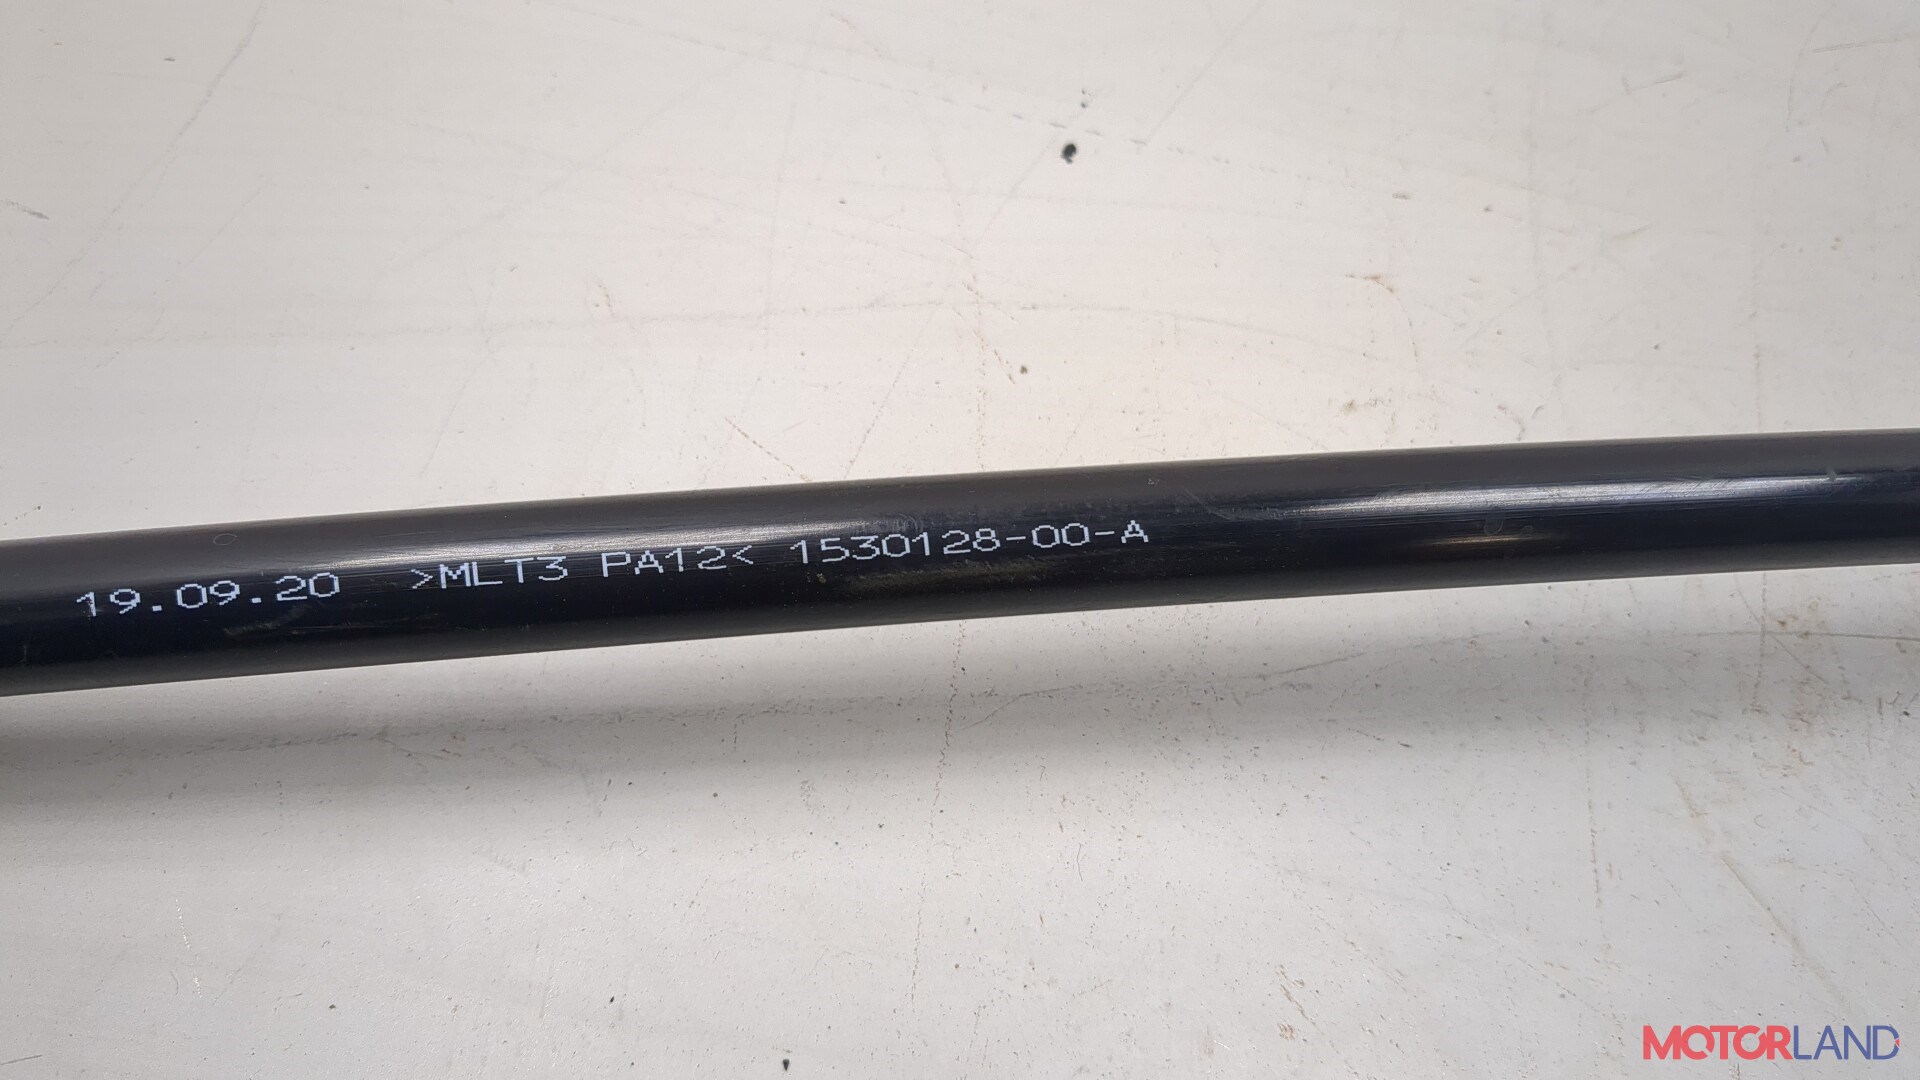 19.09.20 >MLT3 PA12< 1530128-00-A
MOTORLAND